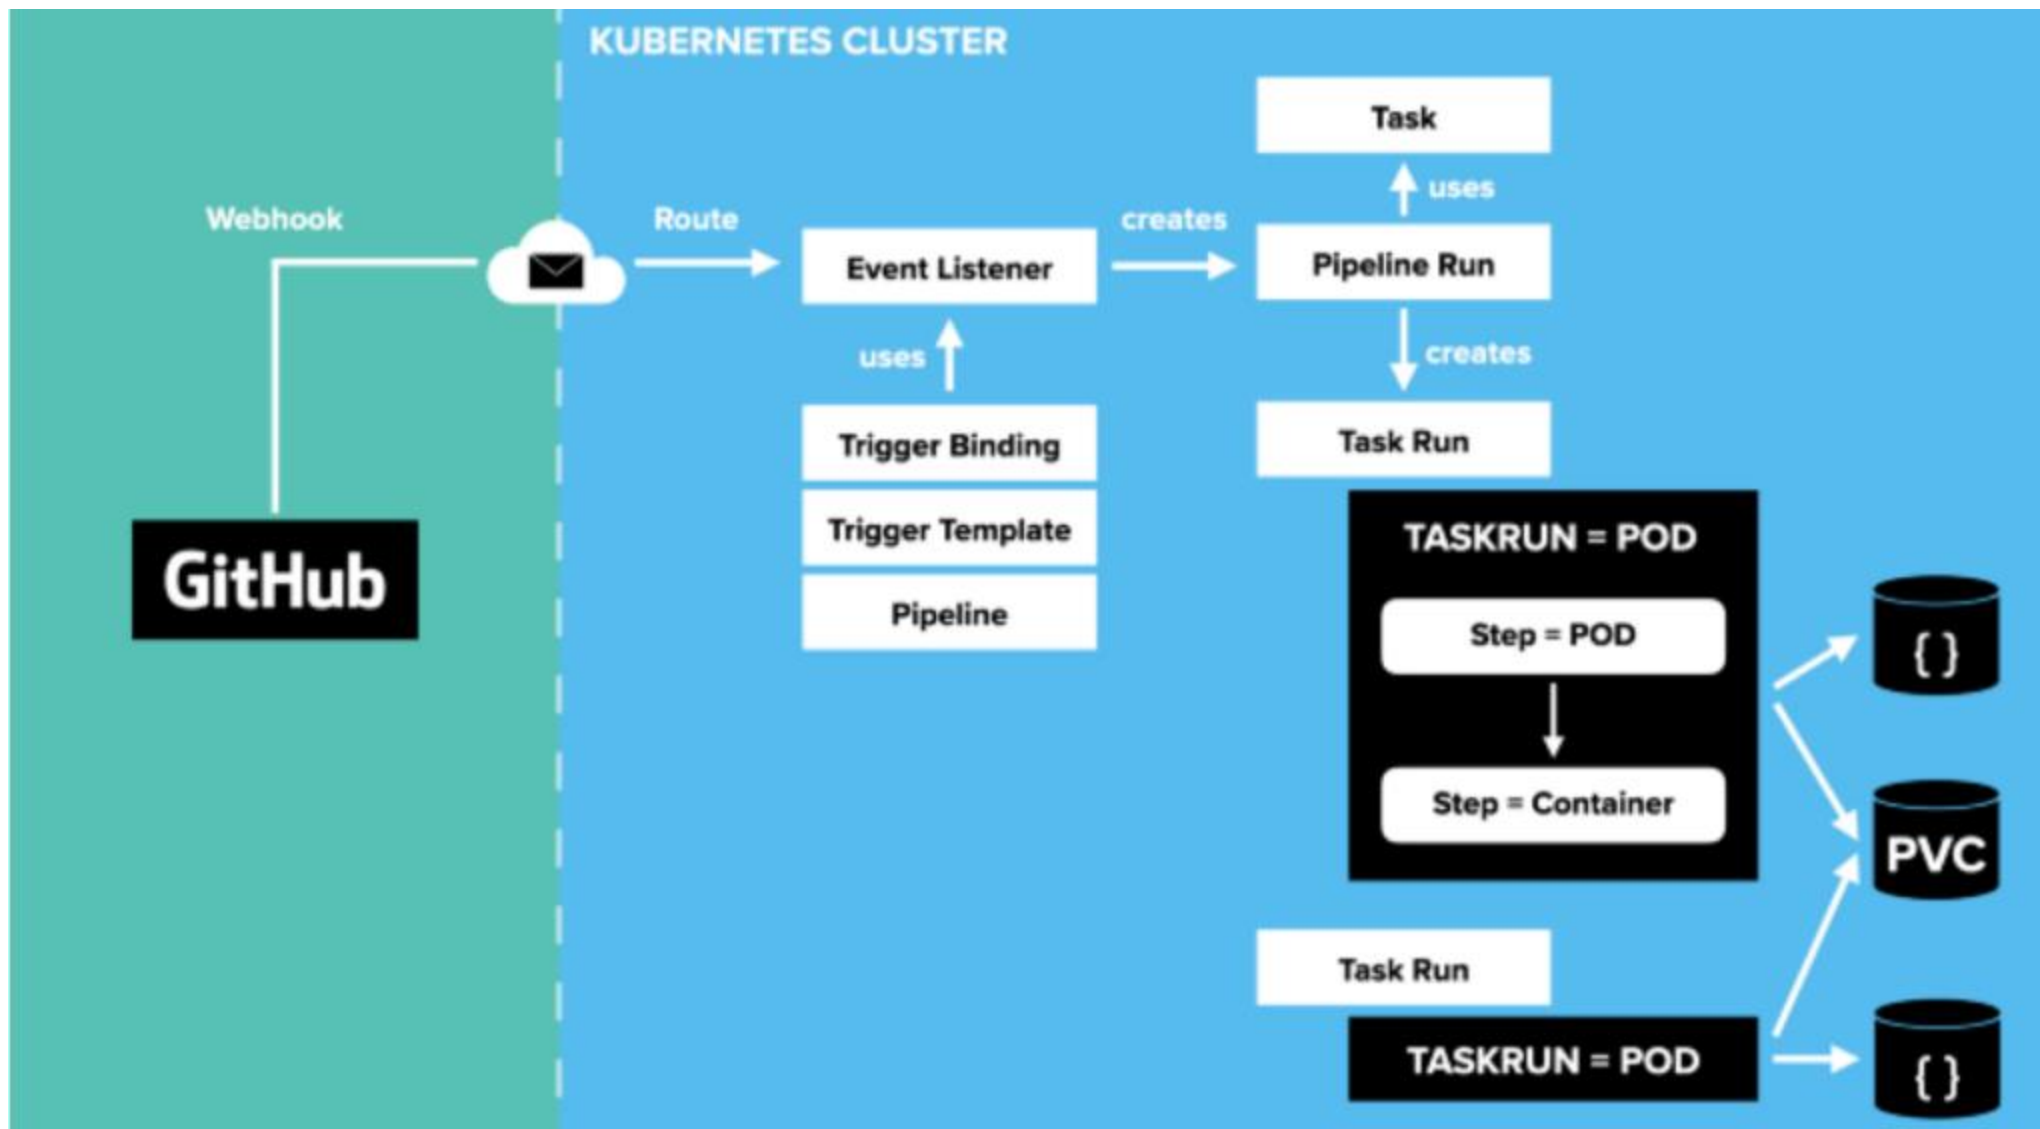 KUBERNETES CLUSTER
Task
uses
Webhook
Route
creates
Event Listener
Pipeline Run
uses
creates
Trigger Binding
Task Run
Trigger Template
TASKRUN = POD
GitHub
Pipeline
Step = POD
{ }
Step = Container
PVC
Task Run
TASKRUN = POD
{ }